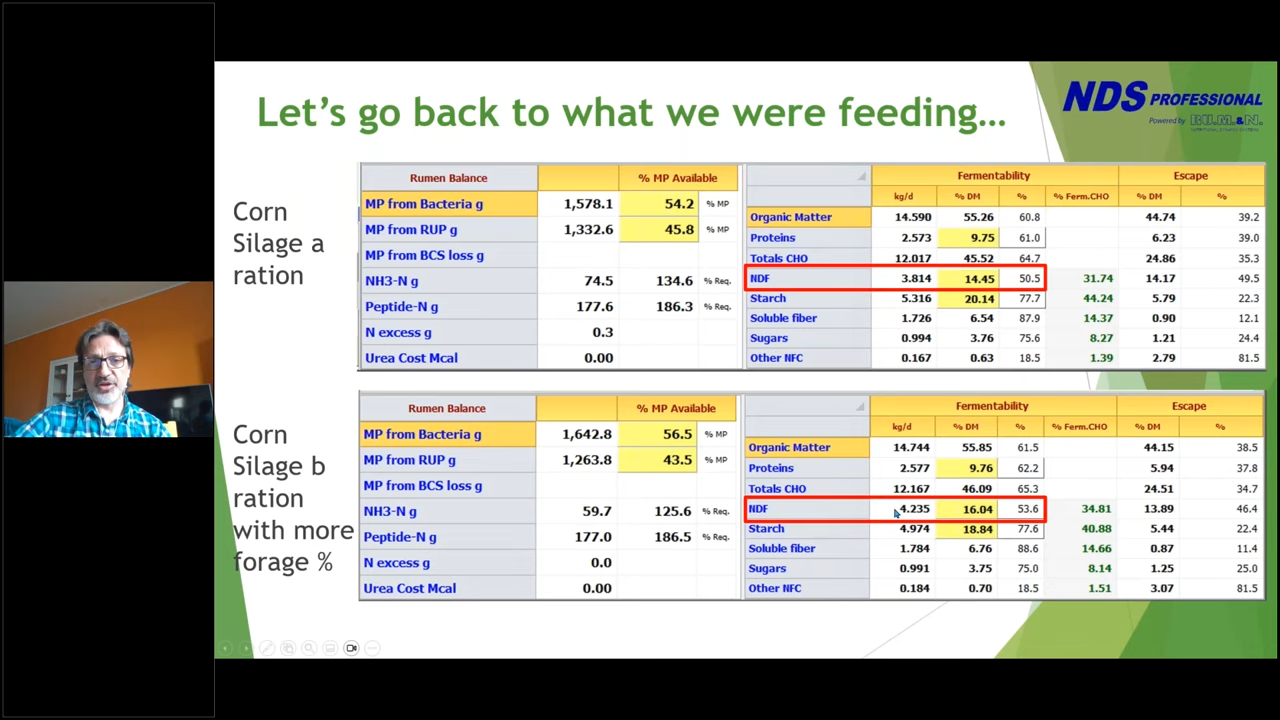 Let's go back to what we were feeding...
NDS PROFESSIONAL
Powered by R.U.M.&N.
Corn
Silage a
ration
Rumen Balance % MP Available
MP from Bacteria g 1,578.1 54.2 % MP
MP from RUP g 1,332.6 45.8 % MP
MP from BCS loss g
NH3-N g 74.5 134.6 % Req.
Peptide-N g 177.6 186.3 % Req.
N excess g 0.3
Urea Cost Mcal 0.00
Fermentability Escape
kg/d % DM % % Ferm.CHO % DM %
Organic Matter 14.590 55.26 60.8 44.74 39.2
Proteins 2.573 9.75 61.0 6.23 39.0
Totals CHO 12.017 45.52 64.7 24.86 35.3
NDF 3.814 14.45 50.5 31.74 14.17 49.5
Starch 5.316 20.14 77.7 44.24 5.79 22.3
Soluble fiber 1.726 6.54 87.9 14.37 0.90 12.1
Sugars 0.994 3.76 75.6 8.27 1.21 24.4
Other NFC 0.167 0.63 18.5 1.39 2.79 81.5
Corn
Silage b
ration
with more
forage %
Rumen Balance % MP Available
MP from Bacteria g 1,642.8 56.5 % MP
MP from RUP g 1,263.8 43.5 % MP
MP from BCS loss g
NH3-N g 59.7 125.6 % Req.
Peptide-N g 177.0 186.5 % Req.
N excess g 0.0
Urea Cost Mcal 0.00
Fermentability Escape
kg/d % DM % % Ferm.CHO % DM %
Organic Matter 14.744 55.85 61.5 44.15 38.5
Proteins 2.577 9.76 62.2 5.94 37.8
Totals CHO 12.167 46.09 65.3 24.51 34.7
NDF 4.235 16.04 53.6 34.81 13.89 46.4
Starch 4.974 18.84 77.6 40.88 5.44 22.4
Soluble fiber 1.784 6.76 88.6 14.66 0.87 11.4
Sugars 0.991 3.75 75.0 8.14 1.25 25.0
Other NFC 0.184 0.70 18.5 1.51 3.07 81.5